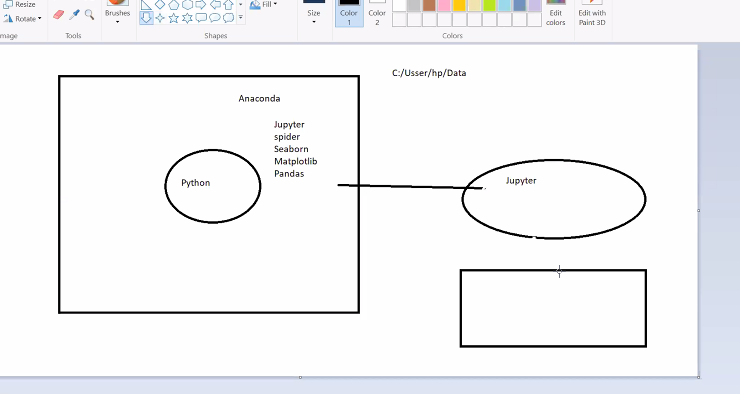 Resize
Rotate
mage
Tools
Brushes
Fill
Shapes
Size
Color
1
Color
2
Colors
Edit
colors
Edit with
Paint 3D
C:/Usser/hp/Data
Anaconda
Jupyter
spider
Seaborn
Matplotlib
Pandas
Python
Jupyter